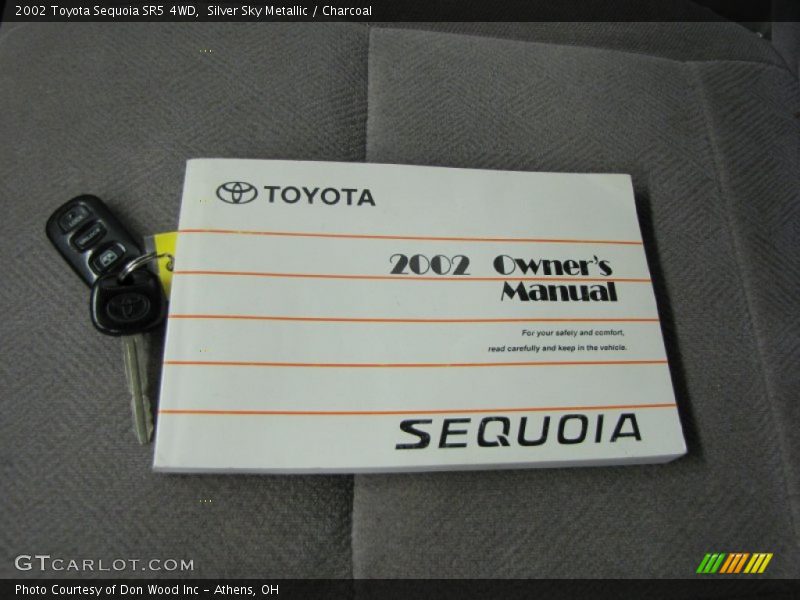 2002 Toyota Sequoia SR5 4WD, Silver Sky Metallic / Charcoal
TOYOTA
2002 Owner's
Manual
For your safety and comfort,
read carefully and keep in the vehicle.
SEQUOIA
GTCARLOT.COM
Photo Courtesy of Don Wood Inc - Athens, OH